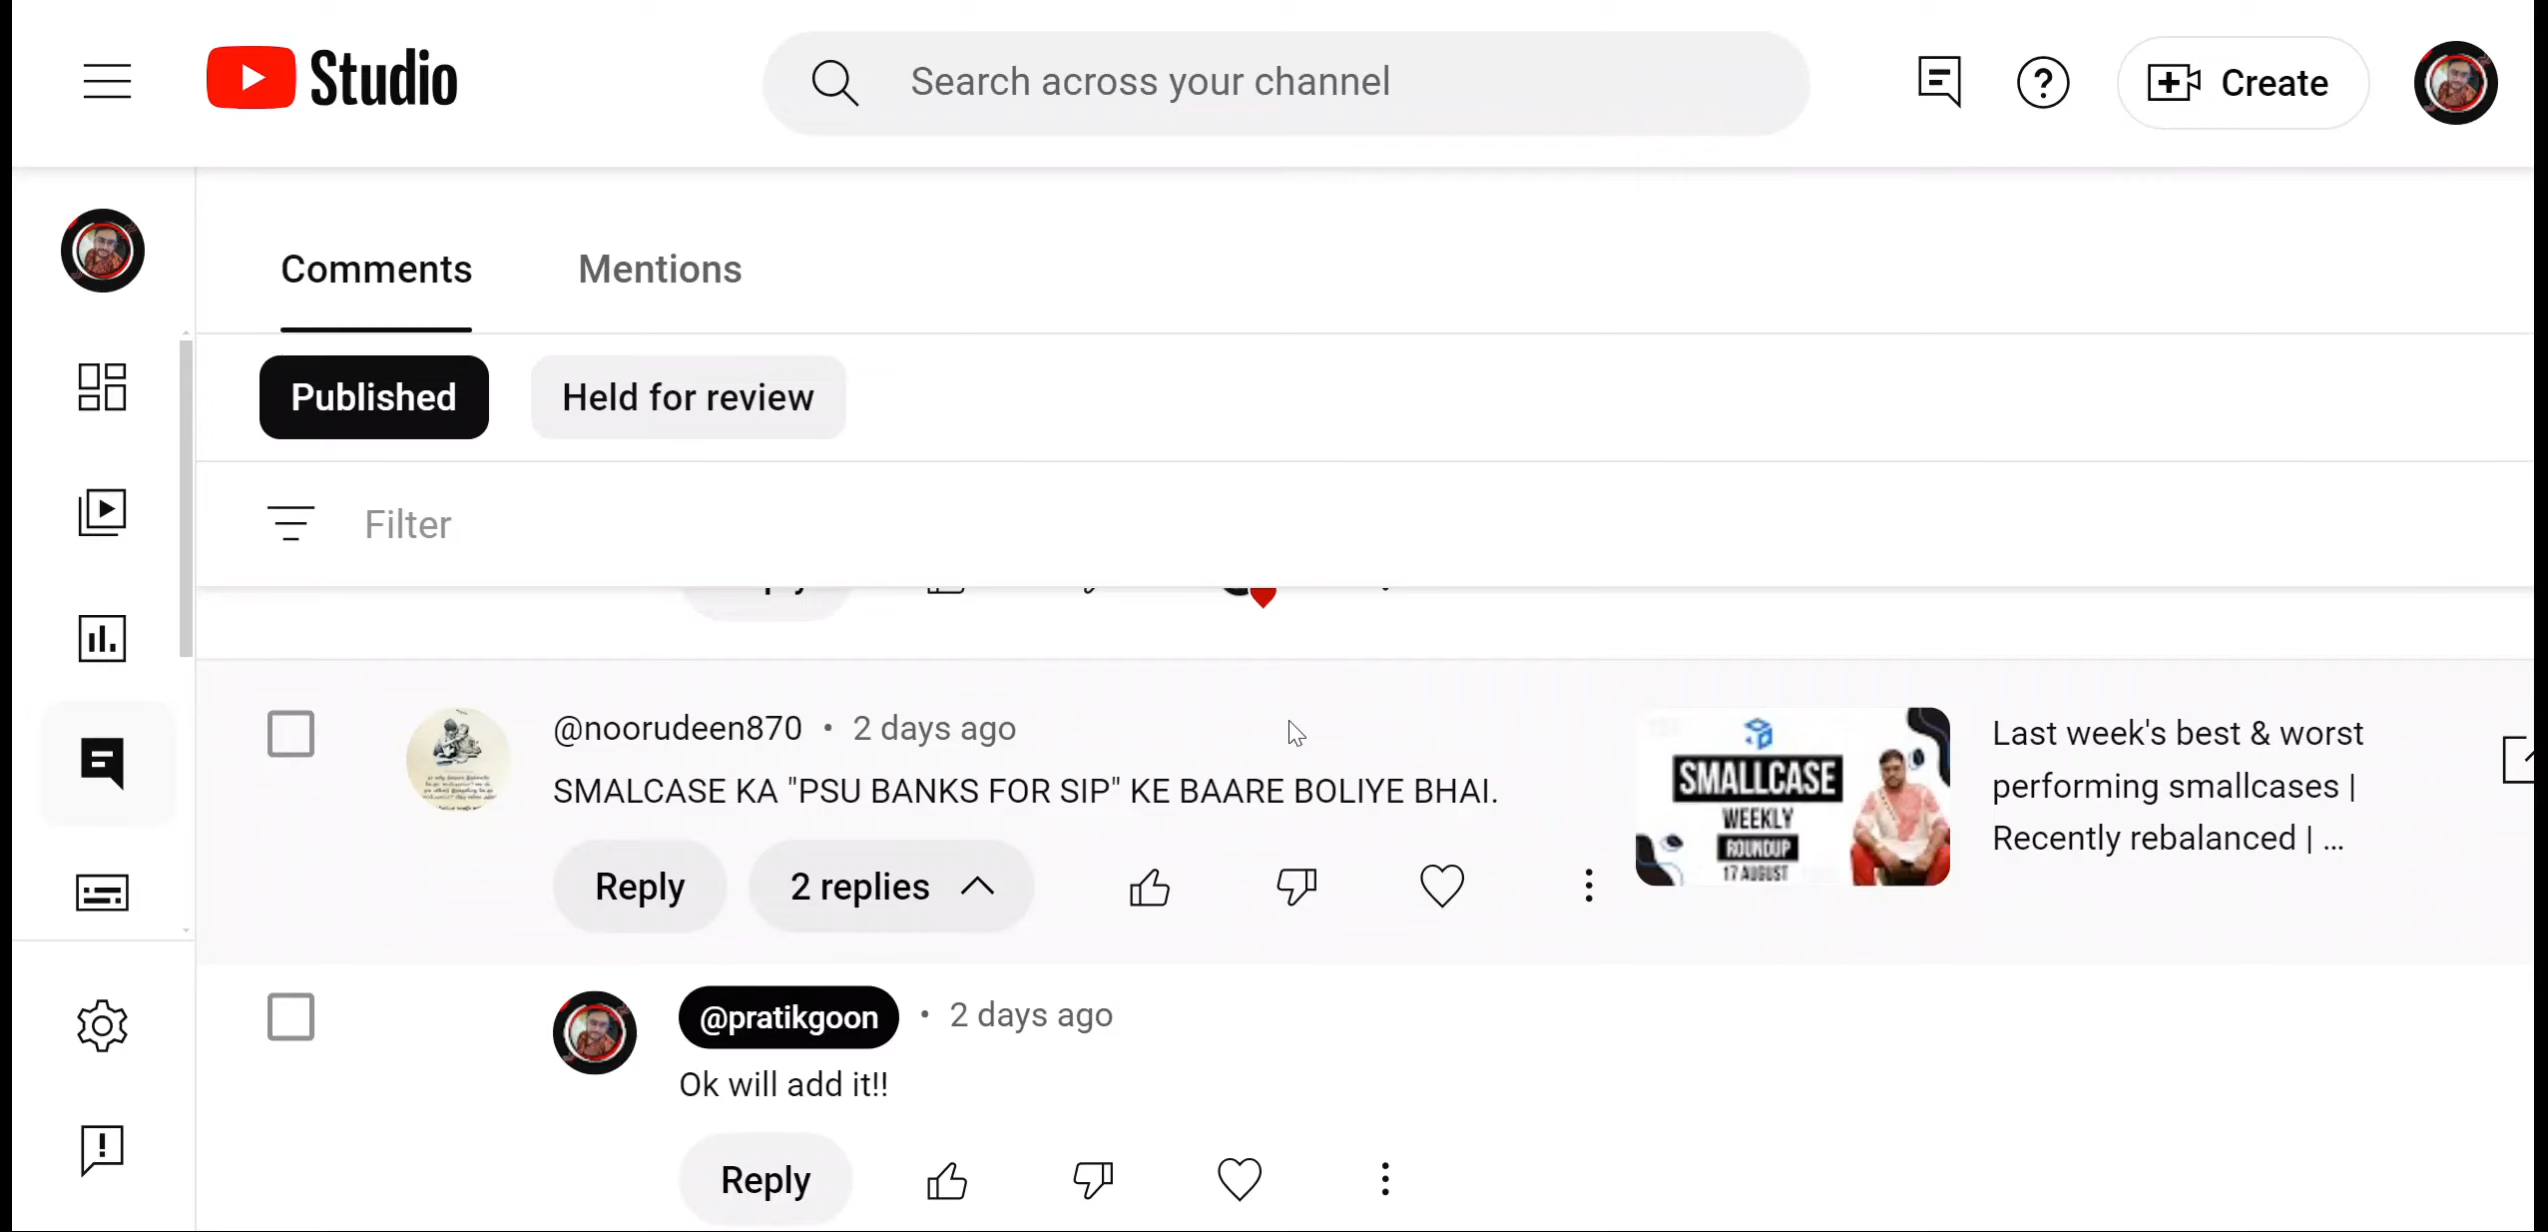 Studio
Search across your channel
Create
Comments
Mentions
Published
Held for review
Filter
@noorudeen870 • 2 days ago
SMALCASE KA "PSU BANKS FOR SIP" KE BAARE BOLIYE BHAI.
Reply
2 replies
SMALLCASE
WEEKLY
ROUNDUP
17 AUGUST
Last week's best & worst
performing smallcases |
Recently rebalanced | ...
@pratikgoon • 2 days ago
Ok will add it!!
Reply